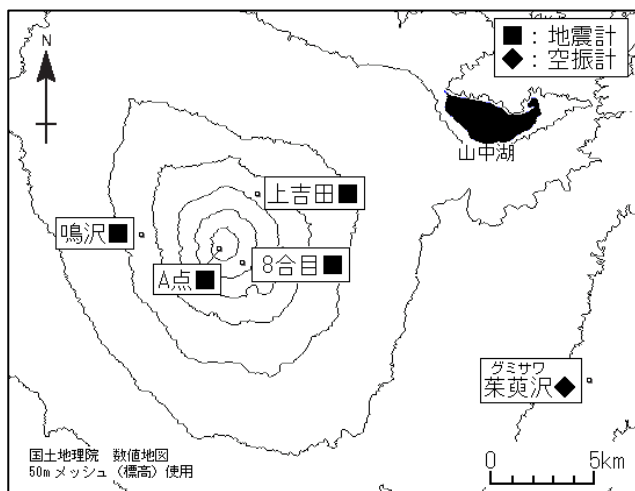 N
■：地震計
◆：空振計
山中湖
上吉田■
鳴沢■
8合目■
A点■
グミサワ
茱萸沢◆
国土地理院　数値地図
50mメッシュ（標高）使用
0 5km